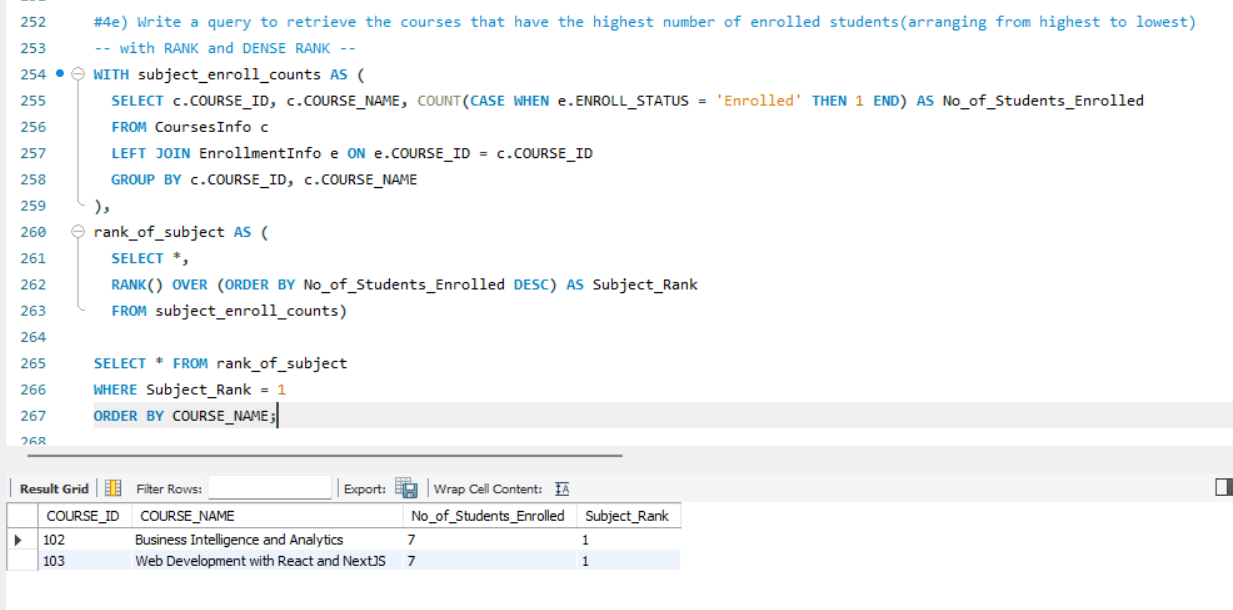 252 #4e) Write a query to retrieve the courses that have the highest number of enrolled students(arranging from highest to lowest)
253 -- with RANK and DENSE RANK --
254 WITH subject_enroll_counts AS (
255 SELECT c.COURSE_ID, c.COURSE_NAME, COUNT(CASE WHEN e.ENROLL_STATUS = 'Enrolled' THEN 1 END) AS No_of_Students_Enrolled
256 FROM CoursesInfo c
257 LEFT JOIN EnrollmentInfo e ON e.COURSE_ID = c.COURSE_ID
258 GROUP BY c.COURSE_ID, c.COURSE_NAME
259 ),
260 rank_of_subject AS (
261 SELECT *,
262 RANK() OVER (ORDER BY No_of_Students_Enrolled DESC) AS Subject_Rank
263 FROM subject_enroll_counts)
264
265 SELECT * FROM rank_of_subject
266 WHERE Subject_Rank = 1
267 ORDER BY COURSE_NAME;
268
Result Grid Filter Rows: Export: Wrap Cell Content: IA
COURSE_ID COURSE_NAME No_of_Students_Enrolled Subject_Rank
102 Business Intelligence and Analytics 7 1
103 Web Development with React and NextJS 7 1